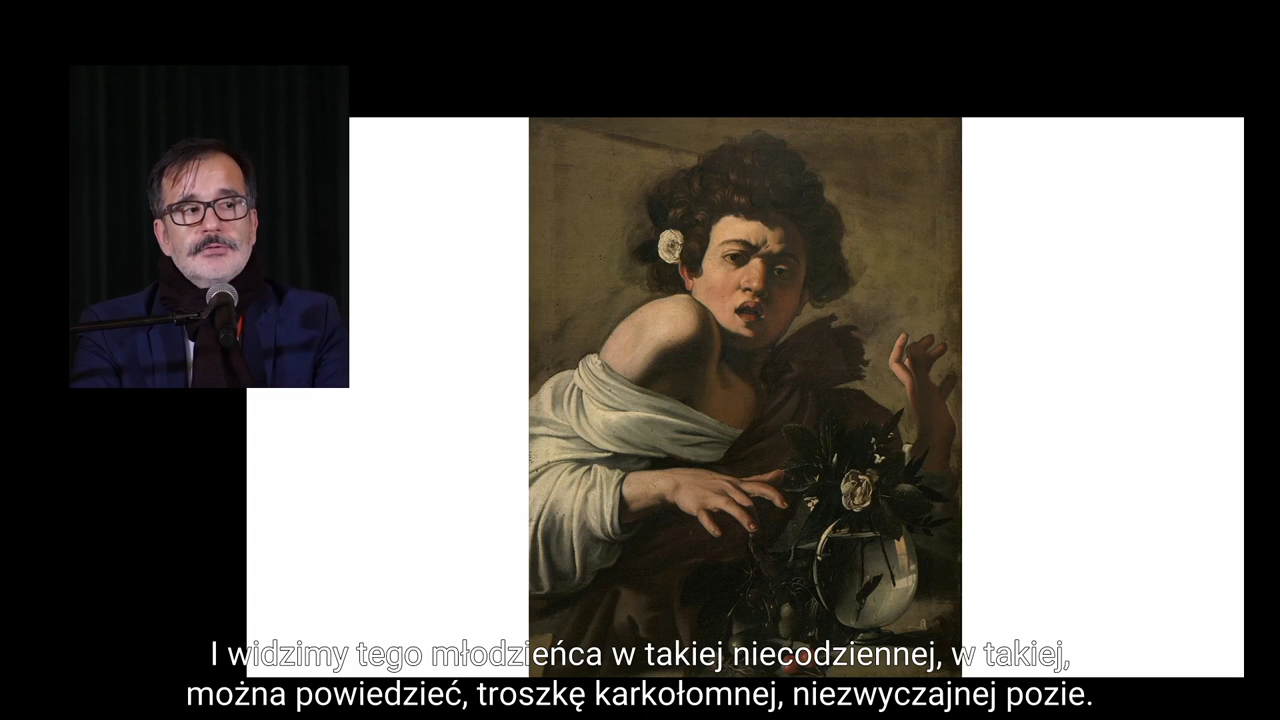 I widzimy tego młodzieńca w takiej niecodziennej, w takiej,
można powiedzieć, troszkę karkołomnej, niezwyczajnej pozie.